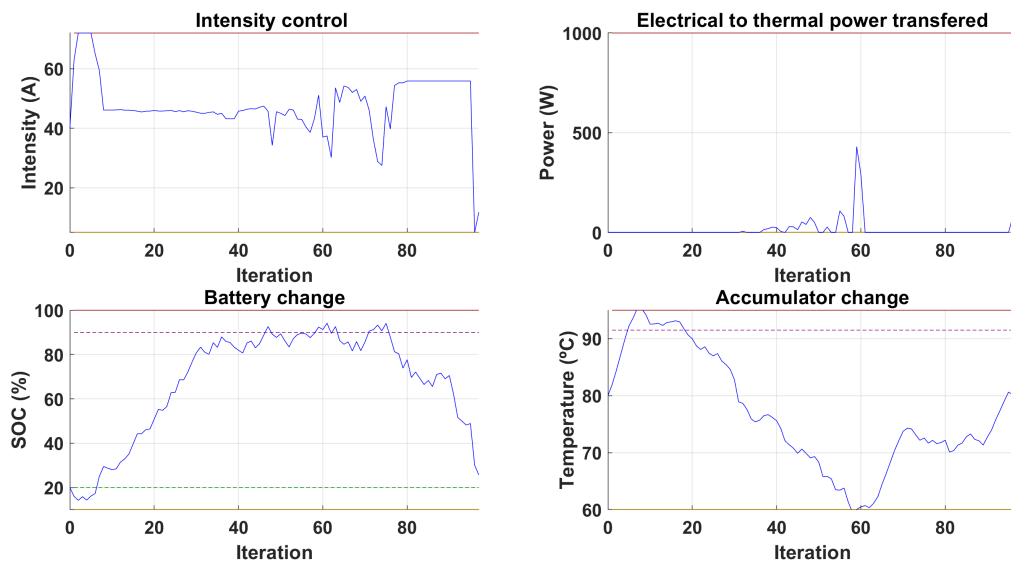 Intensity control
60
40
20
Intensity (A)
0 20 40 60 80
Iteration
Electrical to thermal power transfered
1000
500
0
Power (W)
0 20 40 60 80
Iteration
Battery change
100
80
60
40
20
SOC (%)
0 20 40 60 80
Iteration
Accumulator change
90
80
70
60
Temperature (ºC)
0 20 40 60 80
Iteration